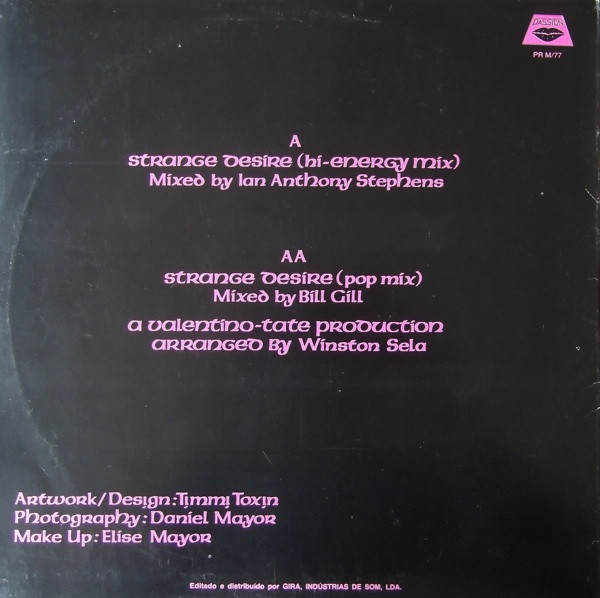 PASSION
PR M/77
A
strange desire (hi-energy mix)
Mixed by Ian Anthony Stephens
AA
strange desire (pop mix)
Mixed by Bill Gill
a valentino-tate production
arranged By Winston Sela
Artwork/Design:Timmi Toxin
Photography: Daniel Mayor
Make Up: Elise Mayor
Editado e distribuído por GIRA, INDÚSTRIAS DE SOM, LDA.